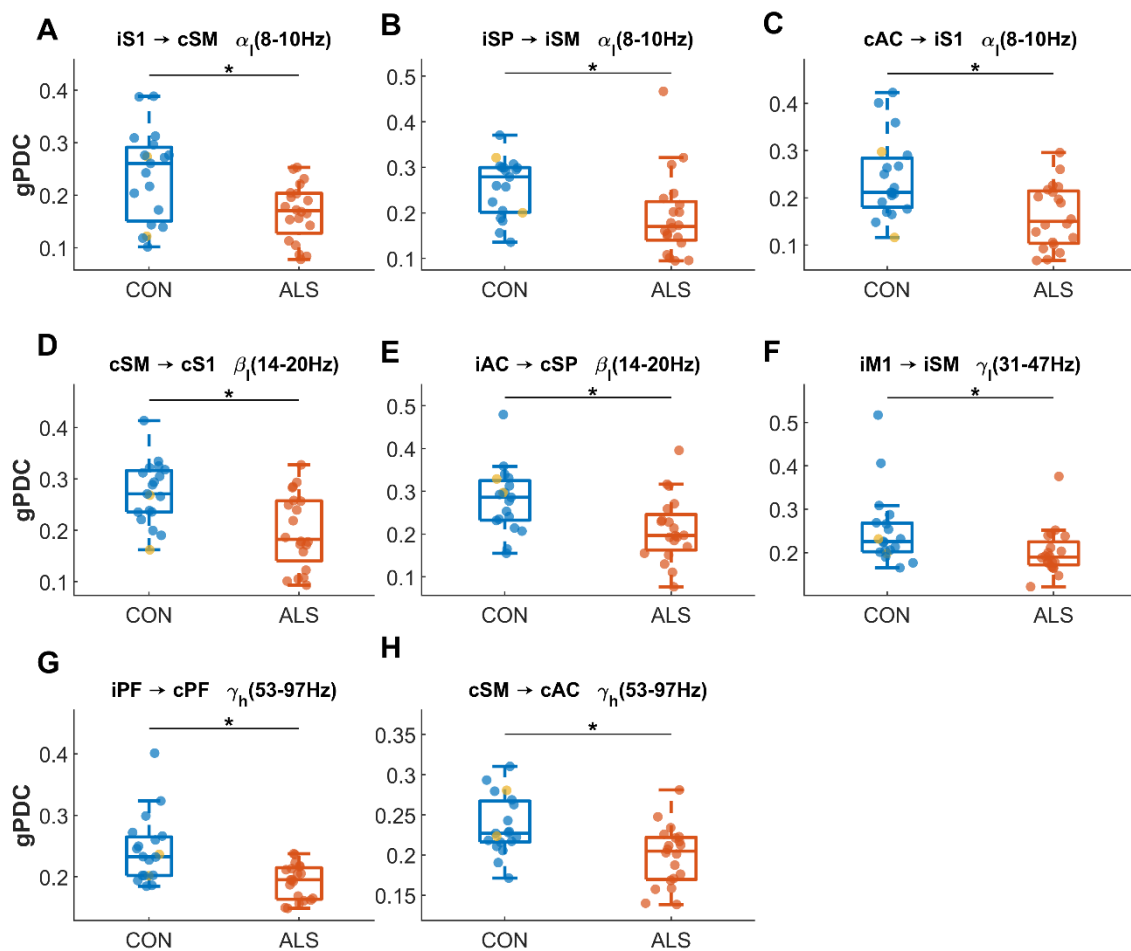 A
iS1 → cSM α_l(8-10Hz)
*
gPDC
0.4
0.3
0.2
0.1
CON
ALS
B
iSP → iSM α_l(8-10Hz)
*
0.5
0.4
0.3
0.2
0.1
CON
ALS
C
cAC → iS1 α_l(8-10Hz)
*
0.4
0.3
0.2
0.1
CON
ALS
D
cSM → cS1 β_l(14-20Hz)
*
0.4
0.3
0.2
0.1
CON
ALS
E
iAC → cSP β_l(14-20Hz)
*
0.5
0.4
0.3
0.2
0.1
CON
ALS
F
iM1 → iSM γ_l(31-47Hz)
*
0.5
0.4
0.3
0.2
CON
ALS
G
iPF → cPF γ_h(53-97Hz)
*
gPDC
0.4
0.3
0.2
CON
ALS
H
cSM → cAC γ_h(53-97Hz)
*
0.35
0.3
0.25
0.2
0.15
CON
ALS